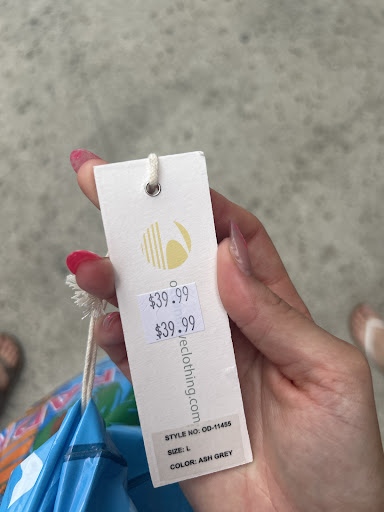 $39.99
$39.99
STYLE NO: OD-11455
SIZE: L
COLOR: ASH GREY